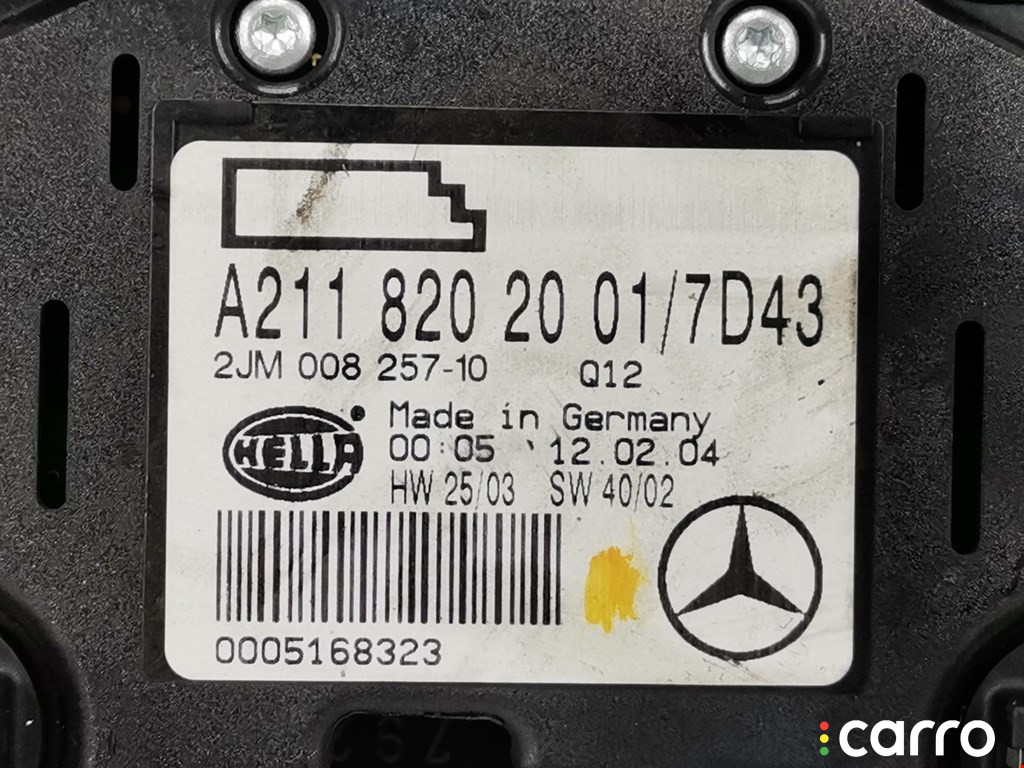 A211 820 20 01/7D43
2JM 008 257-10 Q12
HELLA ®
Made in Germany
00:05 12.02.04
HW 25/03 SW 40/02
0005168323
carro